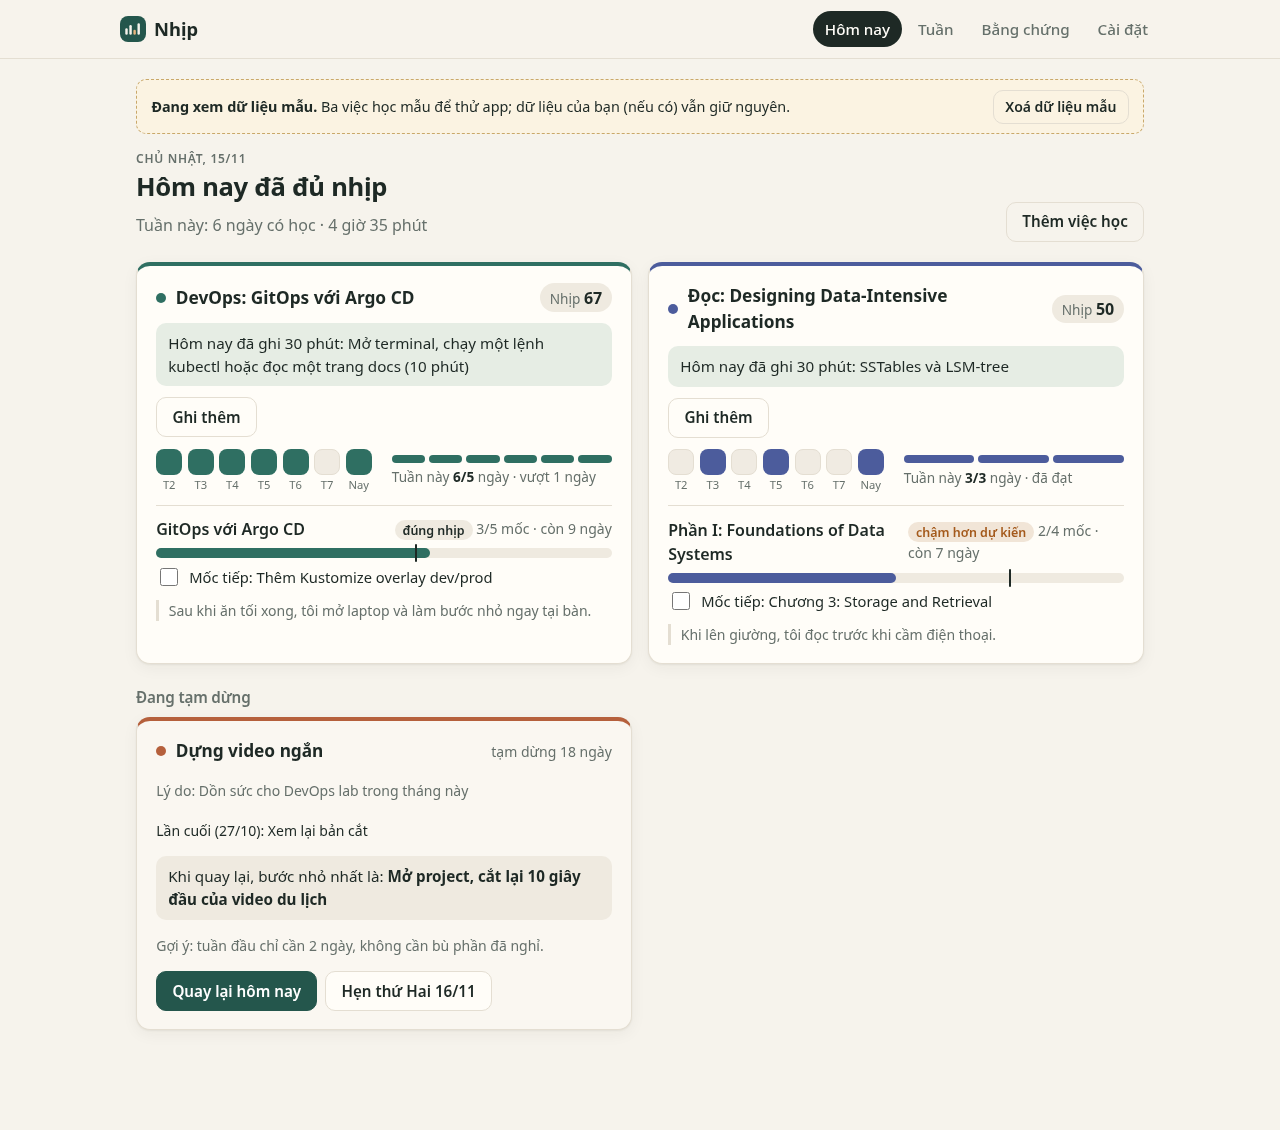 Nhịp
Hôm nay
Tuần
Bằng chứng
Cài đặt
Đang xem dữ liệu mẫu. Ba việc học mẫu để thử app; dữ liệu của bạn (nếu có) vẫn giữ nguyên.
Xoá dữ liệu mẫu
CHỦ NHẬT, 15/11
Hôm nay đã đủ nhịp
Tuần này: 6 ngày có học · 4 giờ 35 phút
Thêm việc học
DevOps: GitOps với Argo CD
Nhịp 67
Hôm nay đã ghi 30 phút: Mở terminal, chạy một lệnh
kubectl hoặc đọc một trang docs (10 phút)
Ghi thêm
T2 T3 T4 T5 T6 T7 Nay
Tuần này 6/5 ngày · vượt 1 ngày
GitOps với Argo CD
đúng nhịp 3/5 mốc · còn 9 ngày
Mốc tiếp: Thêm Kustomize overlay dev/prod
Sau khi ăn tối xong, tôi mở laptop và làm bước nhỏ ngay tại bàn.
Đọc: Designing Data-Intensive
Applications
Nhịp 50
Hôm nay đã ghi 30 phút: SSTables và LSM-tree
Ghi thêm
T2 T3 T4 T5 T6 T7 Nay
Tuần này 3/3 ngày · đã đạt
Phần I: Foundations of Data
Systems
chậm hơn dự kiến 2/4 mốc ·
còn 7 ngày
Mốc tiếp: Chương 3: Storage and Retrieval
Khi lên giường, tôi đọc trước khi cầm điện thoại.
Đang tạm dừng
Dựng video ngắn
tạm dừng 18 ngày
Lý do: Dồn sức cho DevOps lab trong tháng này
Lần cuối (27/10): Xem lại bản cắt
Khi quay lại, bước nhỏ nhất là: Mở project, cắt lại 10 giây
đầu của video du lịch
Gợi ý: tuần đầu chỉ cần 2 ngày, không cần bù phần đã nghỉ.
Quay lại hôm nay
Hẹn thứ Hai 16/11